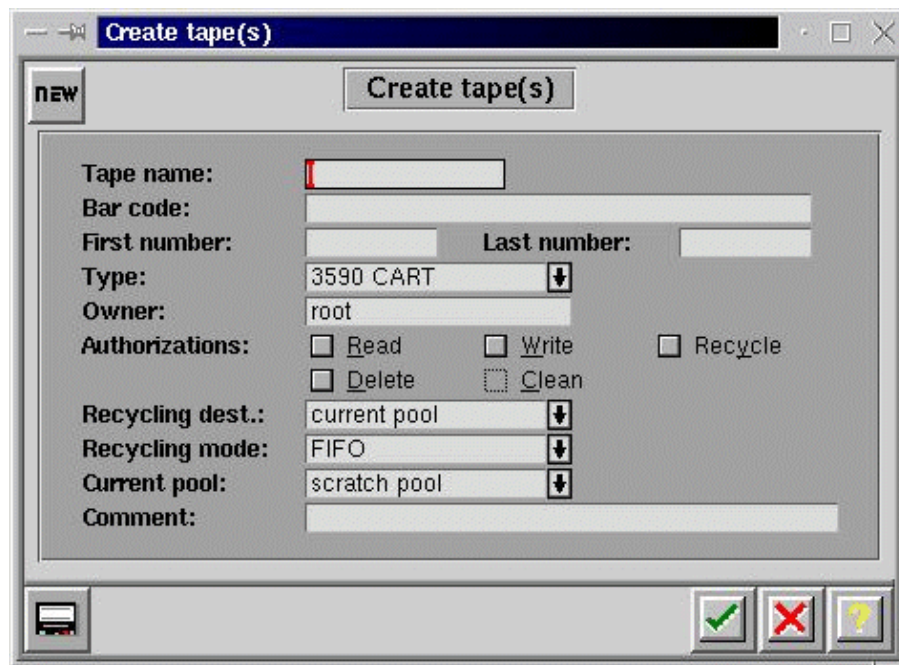 Create tape(s)
NEW
Create tape(s)
Tape name:
Bar code:
First number: Last number:
Type: 3590 CART
Owner: root
Authorizations: Read Write Recycle
Delete Clean
Recycling dest.: current pool
Recycling mode: FIFO
Current pool: scratch pool
Comment:
?